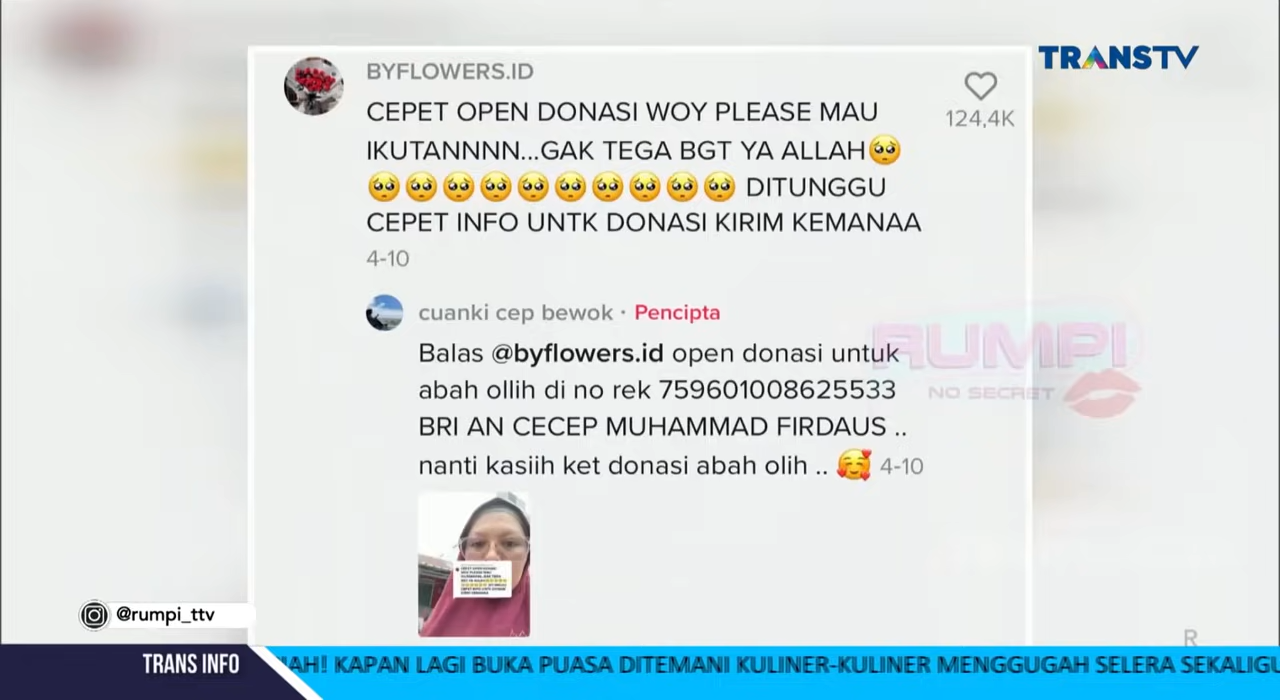 TRANSTV
BYFLOWERS.ID
CEPET OPEN DONASI WOY PLEASE MAU
IKUTANNNN...GAK TEGA BGT YA ALLAH🥺
🥺🥺🥺🥺🥺🥺🥺🥺🥺🥺 DITUNGGU
CEPET INFO UNTK DONASI KIRIM KEMANAA
4-10
124,4K
cuanki cep bewok · Pencipta
Balas @byflowers.id open donasi untuk
abah ollih di no rek 759601008625533
BRI AN CECEP MUHAMMAD FIRDAUS ..
nanti kasiih ket donasi abah olih .. 🥰 4-10
RUMPI
NO SECRET
@rumpi_ttv
R
TRANS INFO
AH! KAPAN LAGI BUKA PUASA DITEMANI KULINER-KULINER MENGGUGAH SELERA SEKALIGU